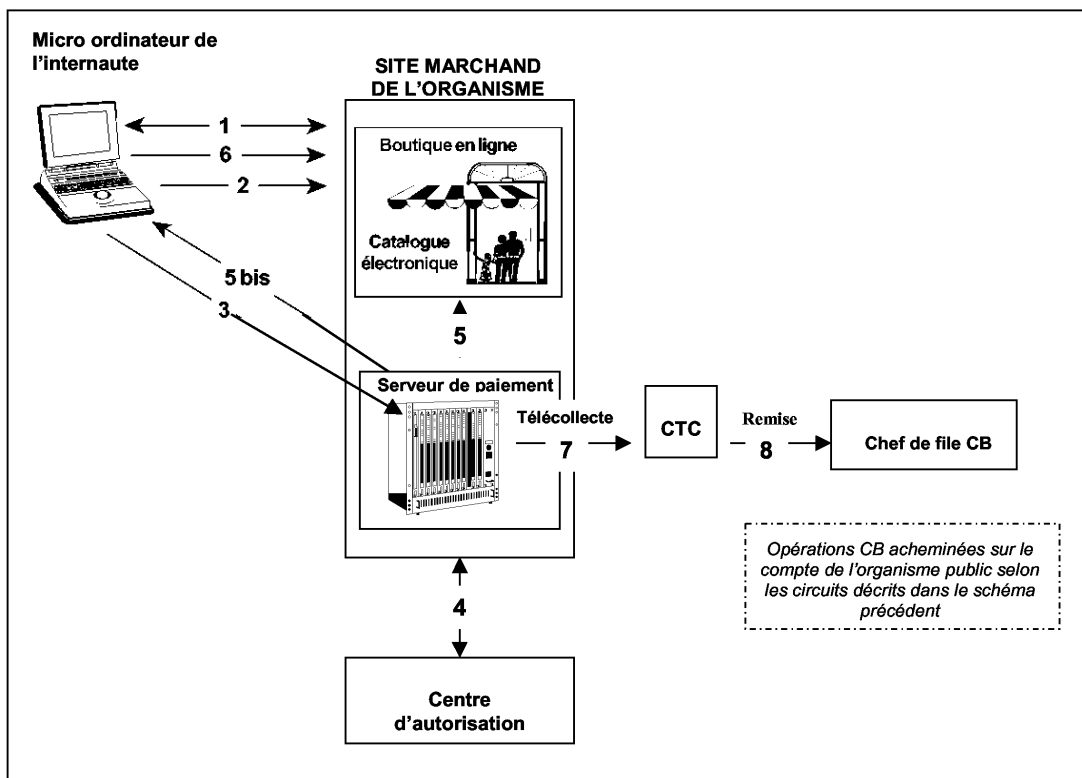 Micro ordinateur de
l'internaute
SITE MARCHAND
DE L'ORGANISME
1
6
2
Boutique en ligne
Catalogue
électronique
5 bis
3
5
Serveur de paiement
Télécollecte
7
CTC
Remise
8
Chef de file CB
Opérations CB acheminées sur le
compte de l'organisme public selon
les circuits décrits dans le schéma
précédent
4
Centre
d'autorisation